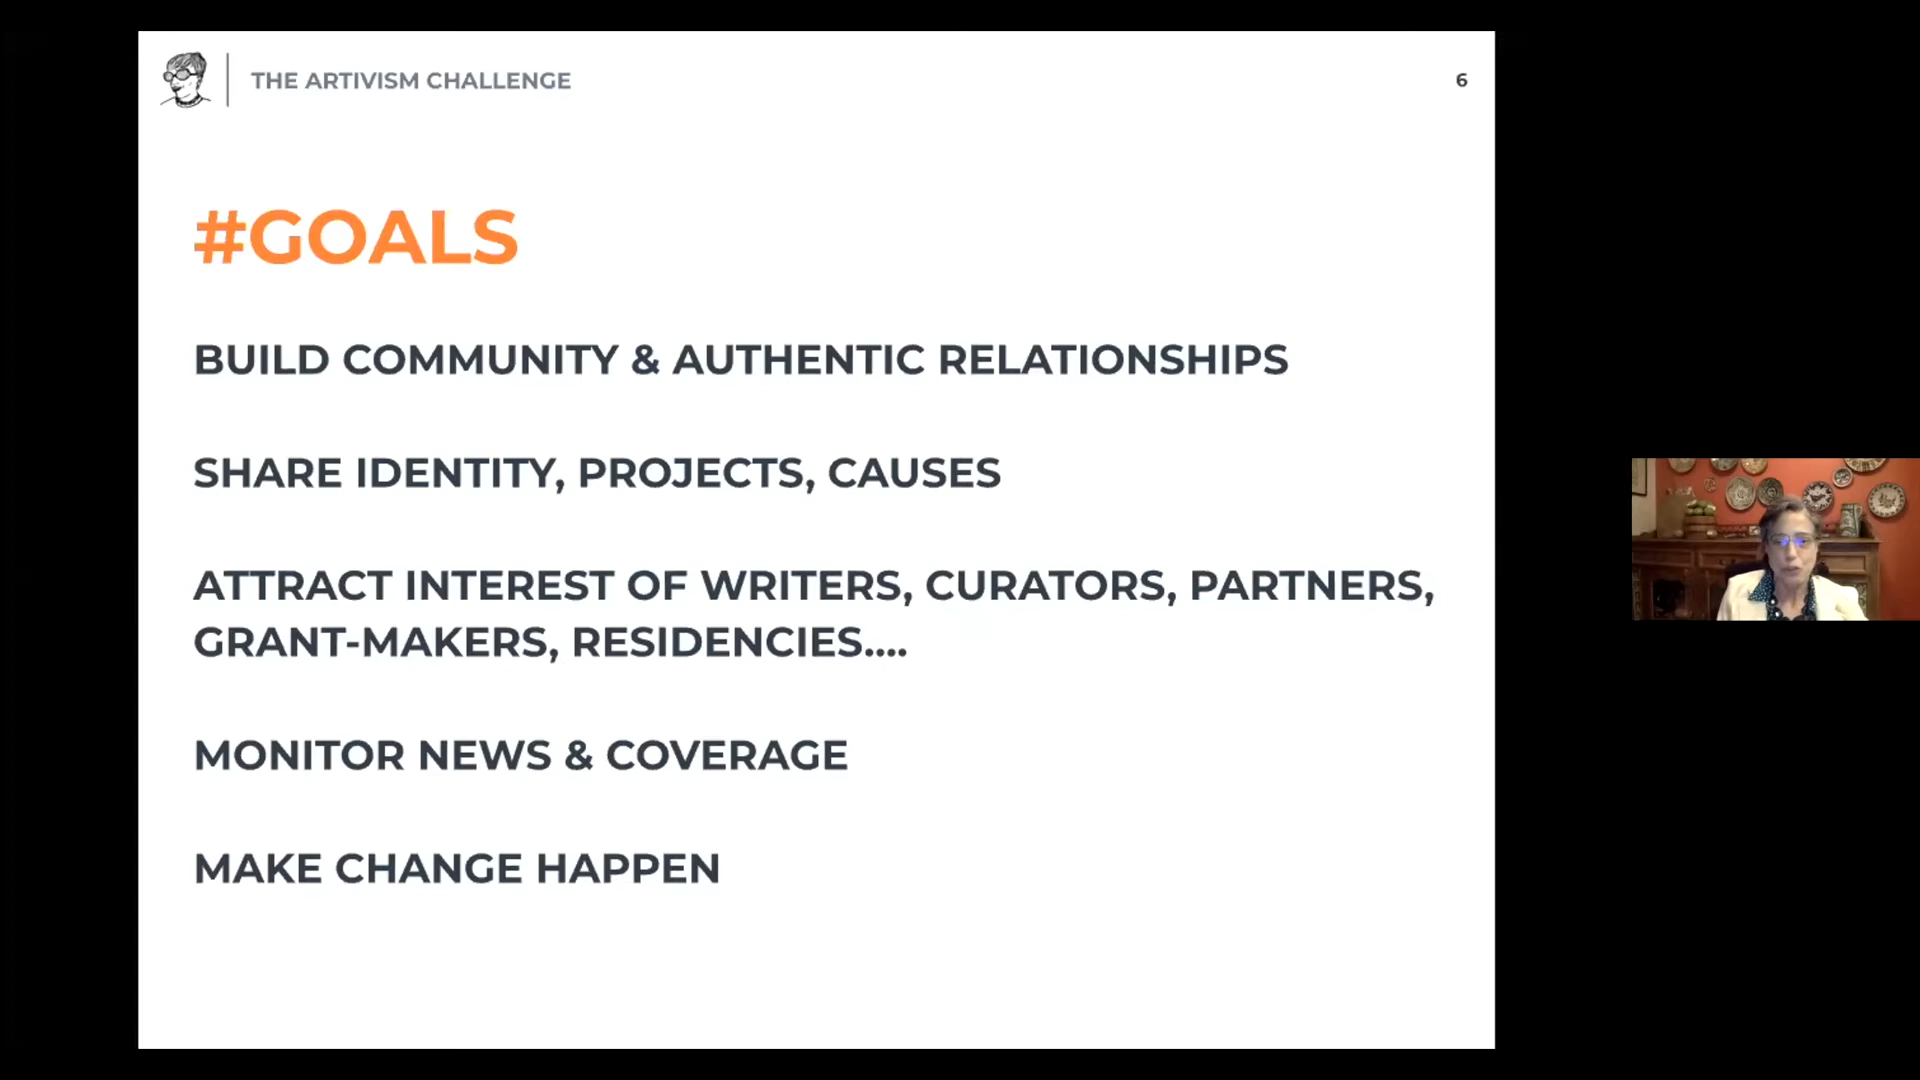 THE ARTIVISM CHALLENGE
6
#GOALS
BUILD COMMUNITY & AUTHENTIC RELATIONSHIPS
SHARE IDENTITY, PROJECTS, CAUSES
ATTRACT INTEREST OF WRITERS, CURATORS, PARTNERS,
GRANT-MAKERS, RESIDENCIES....
MONITOR NEWS & COVERAGE
MAKE CHANGE HAPPEN